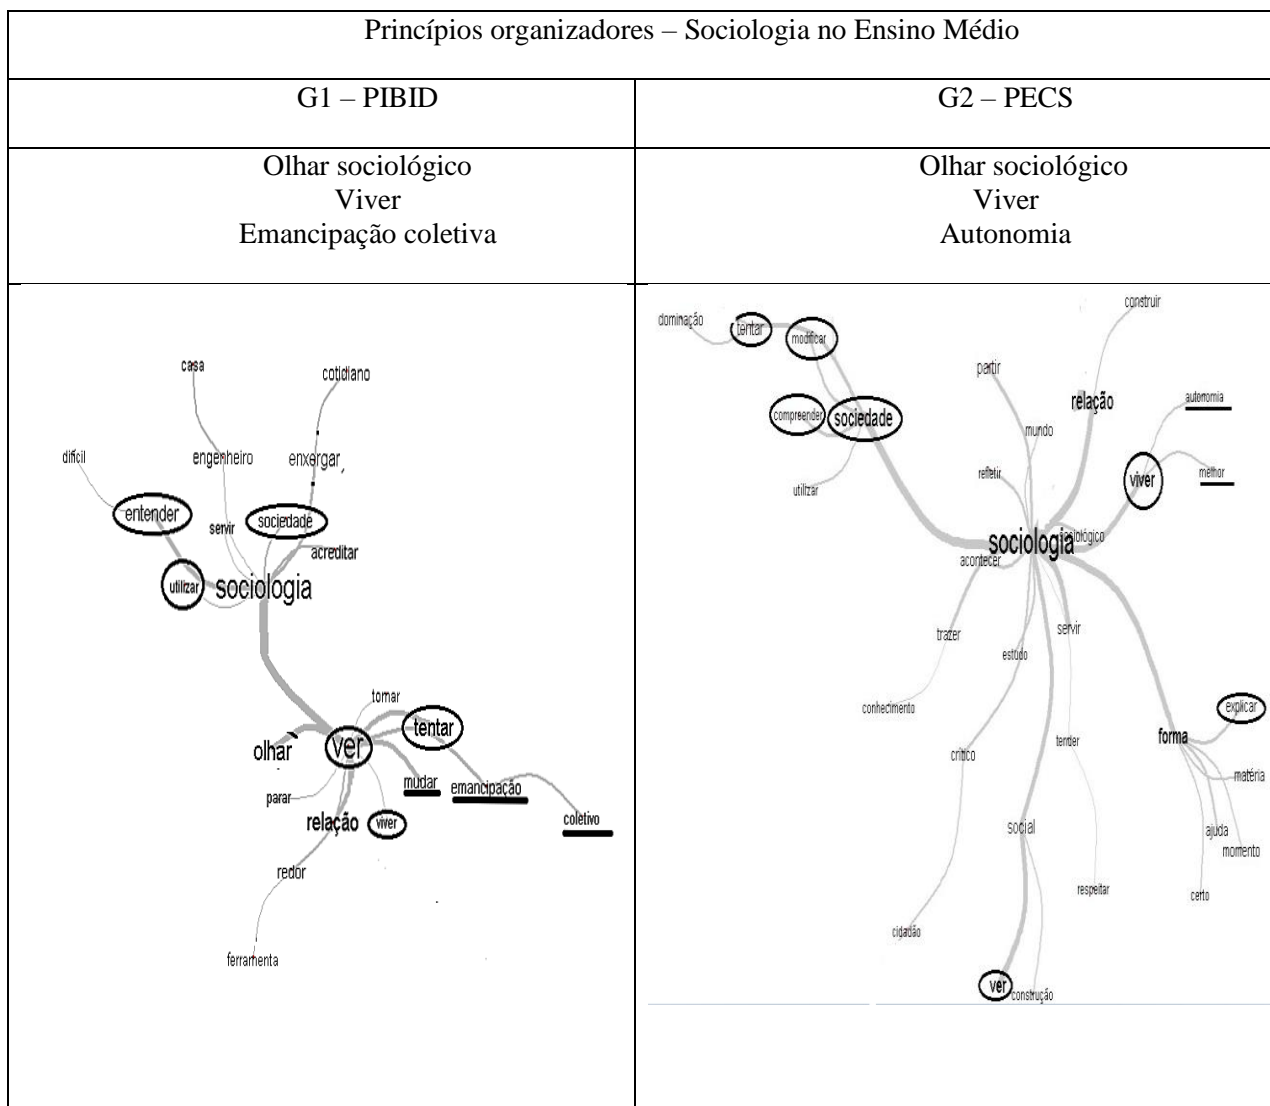 Princípios organizadores – Sociologia no Ensino Médio
G1 – PIBID
G2 – PECS
Olhar sociológico
Viver
Emancipação coletiva
Olhar sociológico
Viver
Autonomia
casa
cotidiano
difícil
engenheiro
enxergar
entender
servir
sociedade
acreditar
utilizar
sociologia
tornar
tentar
olhar
ver
mudar
emancipação
parar
relação
viver
coletivo
redor
ferramenta
construir
dominação
tentar
modificar
partir
relação
autonomia
compreender
sociedade
mundo
viver
melhor
refletir
utilizar
sociologia
sociológico
acontecer
trazer
servir
estudo
conhecimento
explicar
crítico
tender
forma
matéria
social
ajuda
momento
respeitar
certo
cidadão
ver
construção